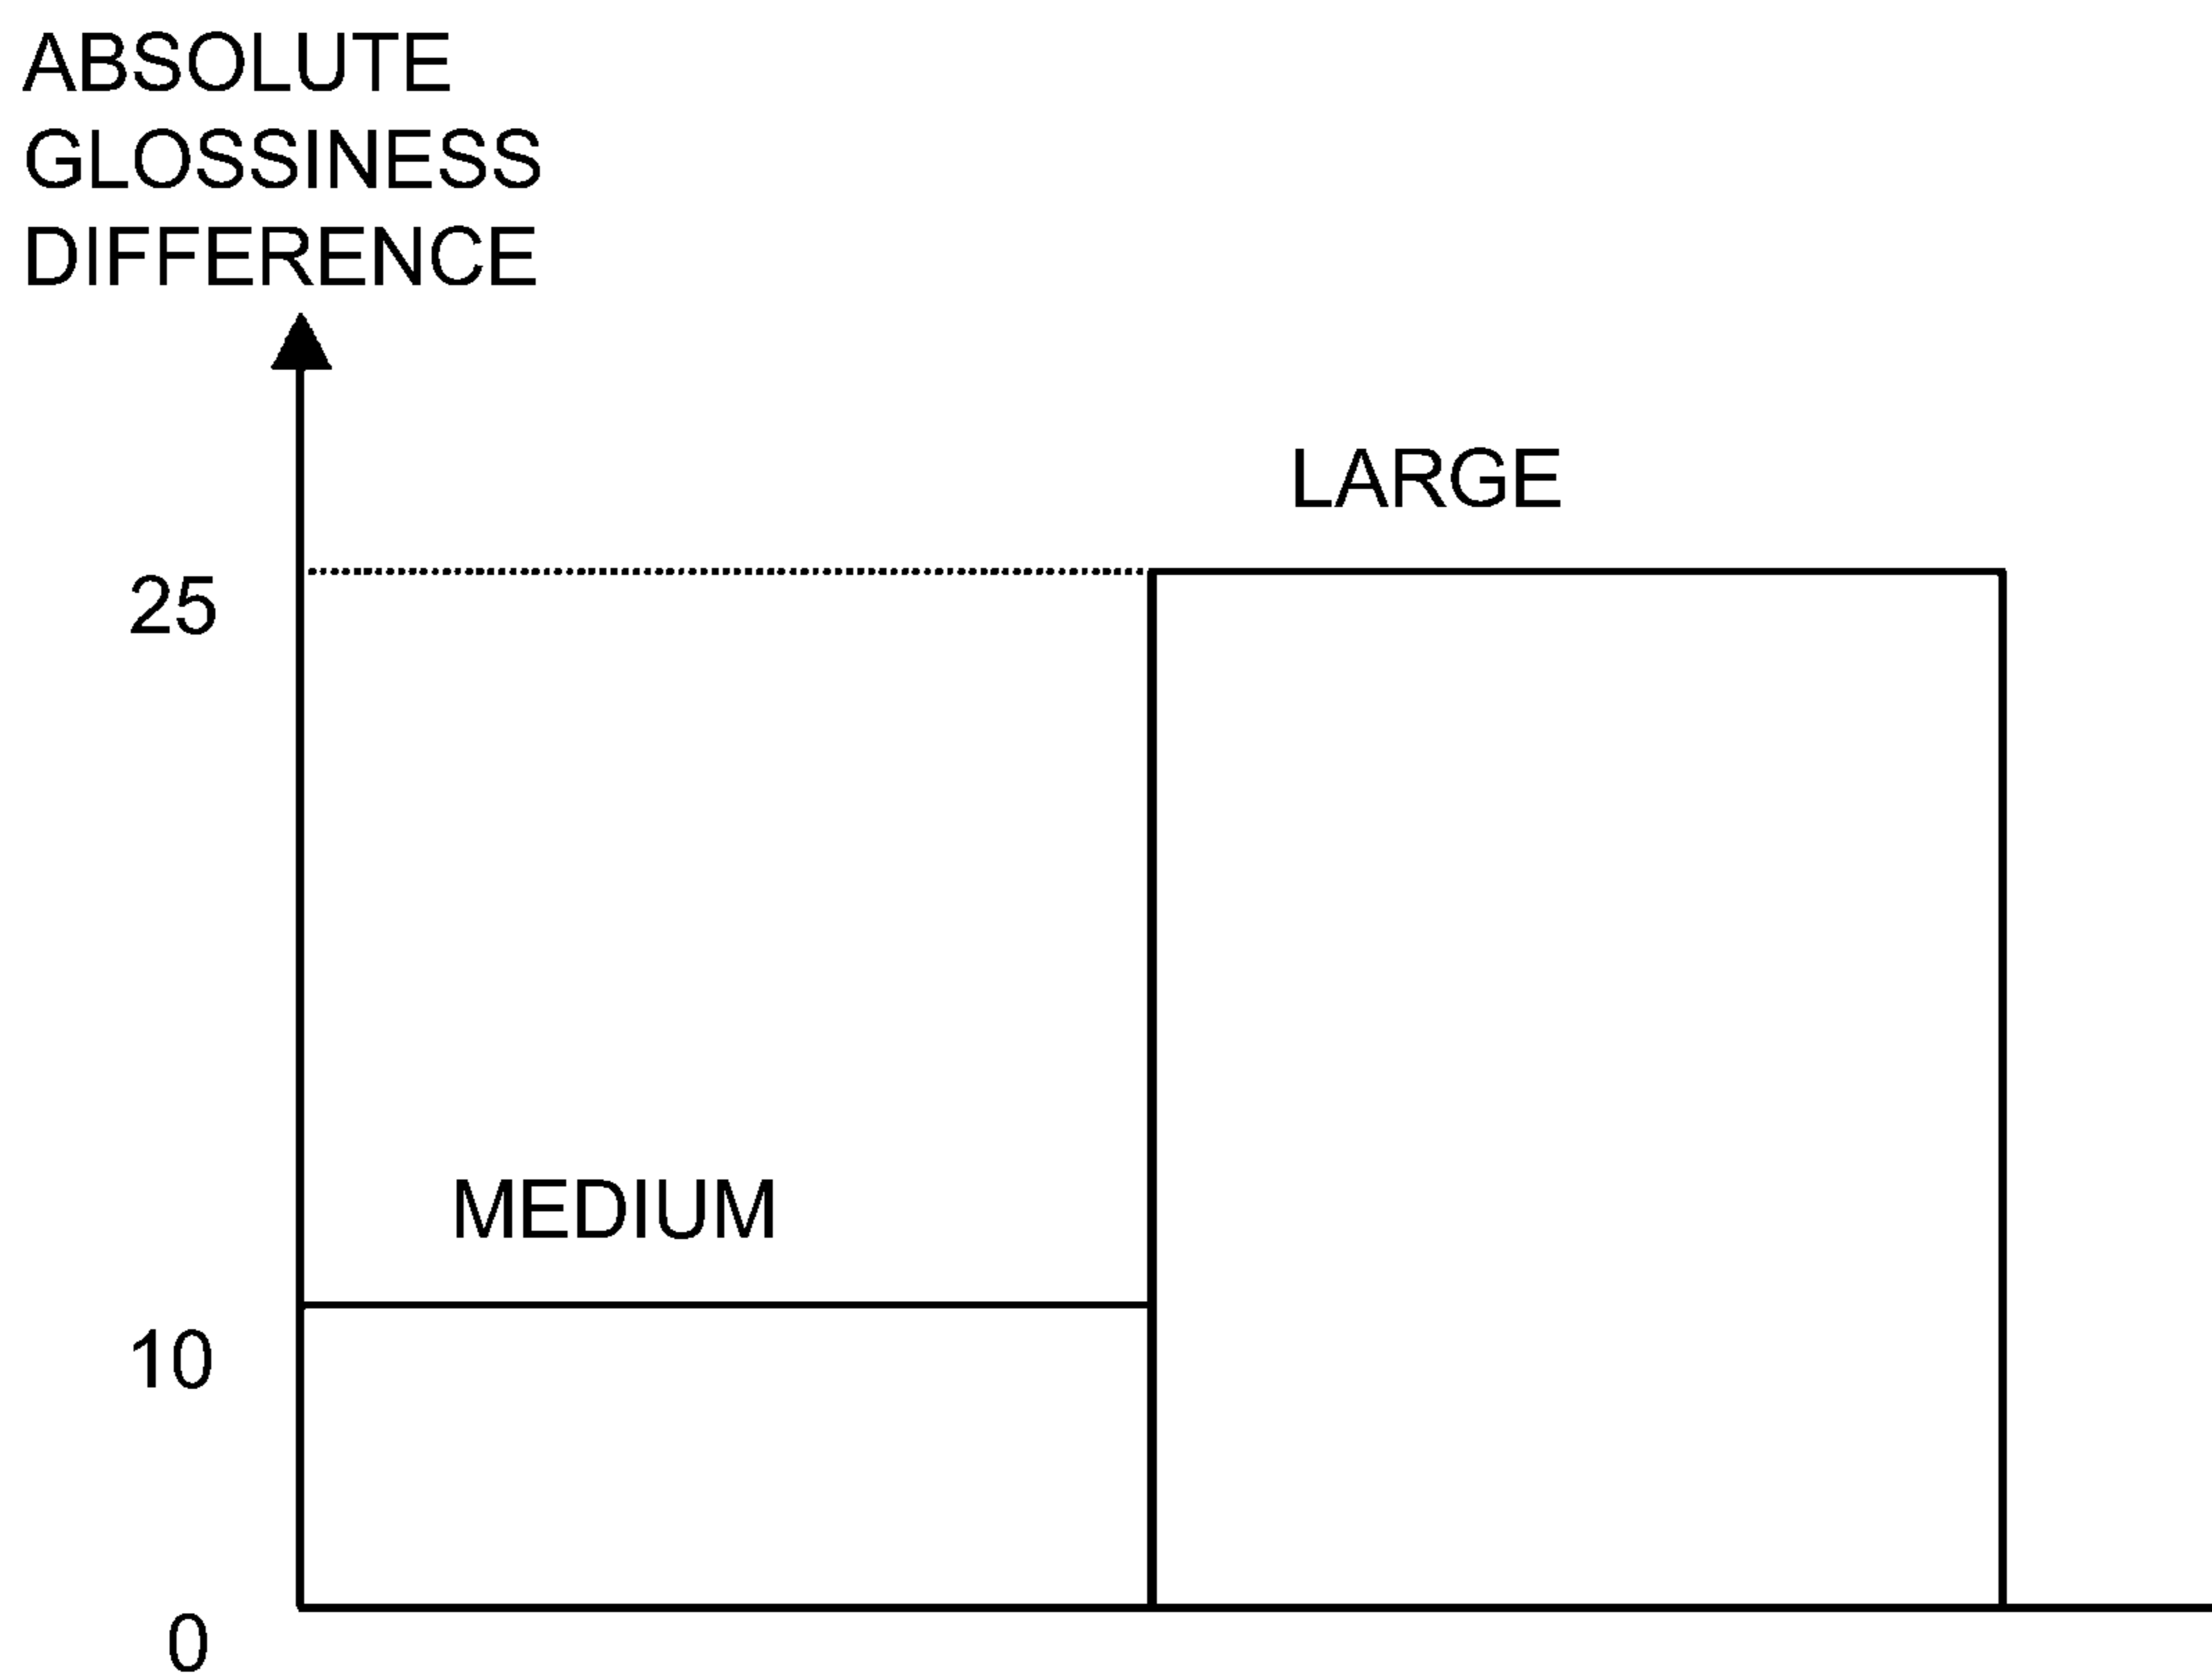 ABSOLUTE
GLOSSINESS
DIFFERENCE
LARGE
25
MEDIUM
10
0